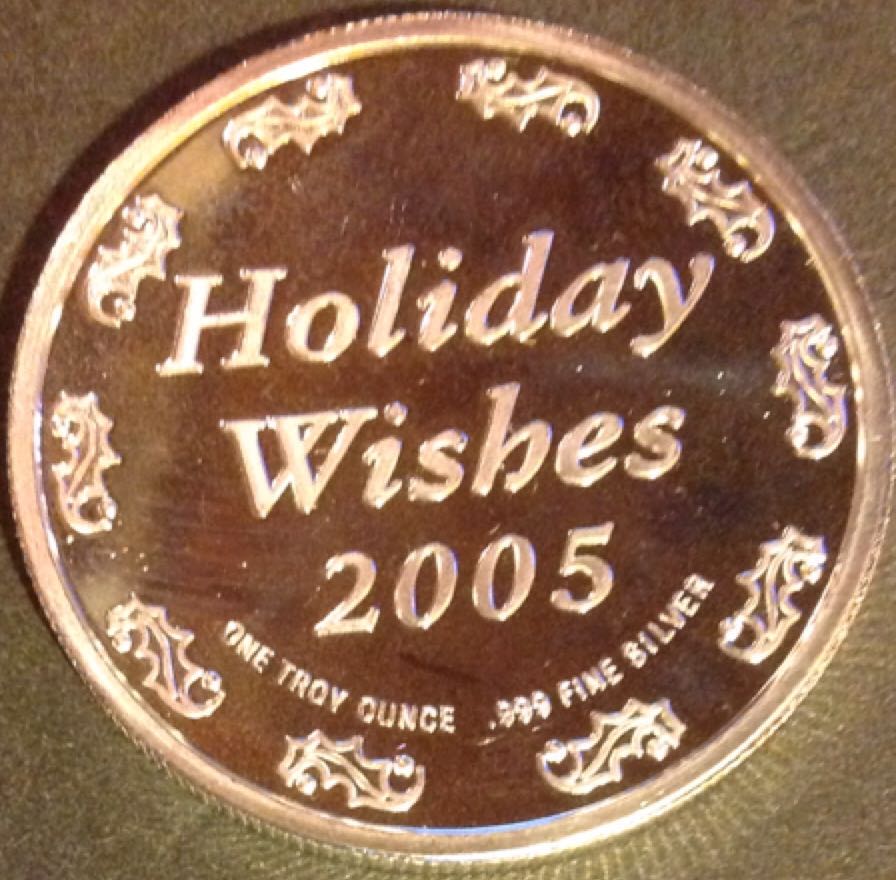 Holiday
Wishes
2005
ONE TROY OUNCE .999 FINE SILVER